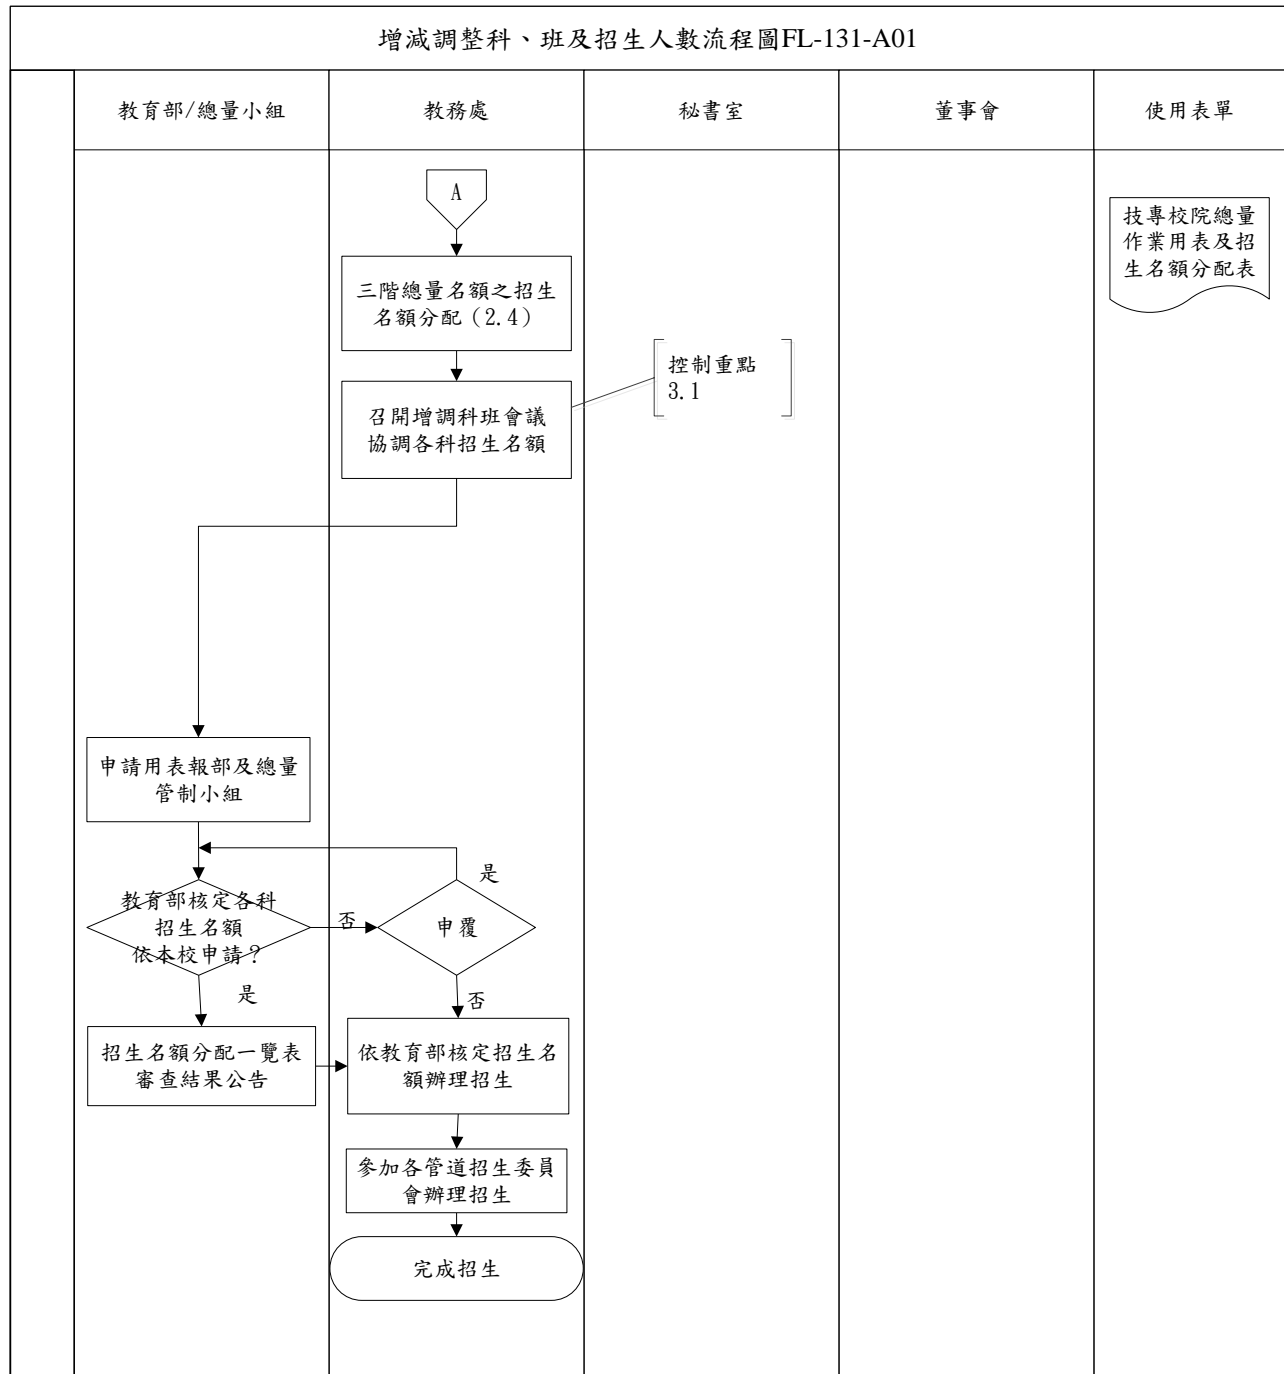 增減調整科、班及招生人數流程圖FL-131-A01
教育部/總量小組
教務處
秘書室
董事會
使用表單
A
技專校院總量
作業用表及招
生名額分配表
三階總量名額之招生
名額分配（2.4）
控制重點
3.1
召開增調科班會議
協調各科招生名額
申請用表報部及總量
管制小組
教育部核定各科
招生名額
依本校申請？
否
申覆
是
是
否
招生名額分配一覽表
審查結果公告
依教育部核定招生名
額辦理招生
參加各管道招生委員
會辦理招生
完成招生